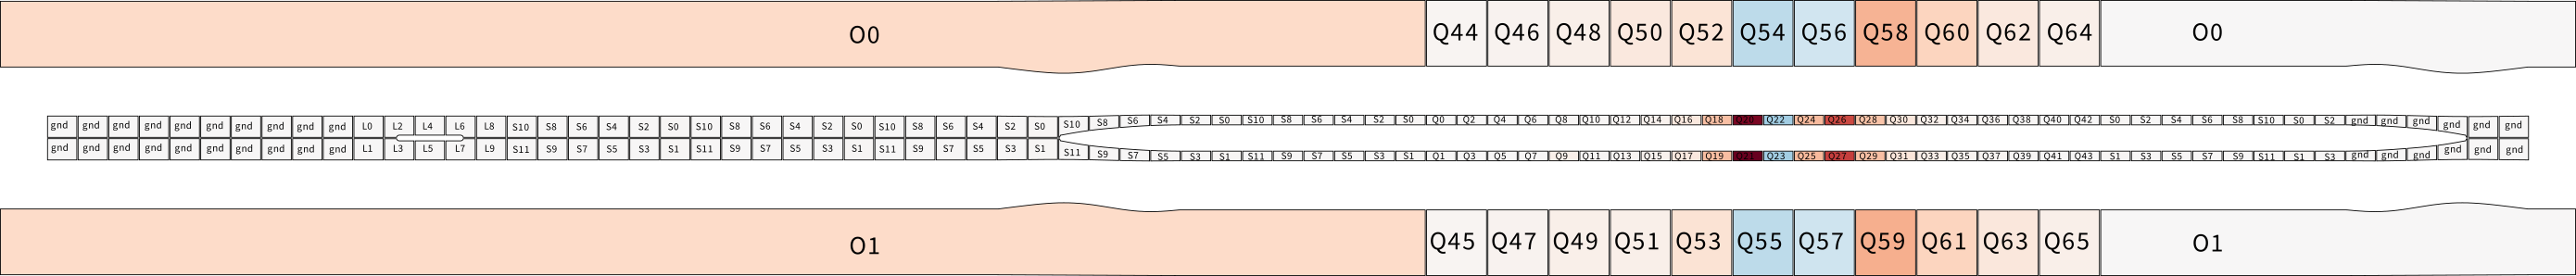 O0 Q44 Q46 Q48 Q50 Q52 Q54 Q56 Q58 Q60 Q62 Q64 O0
gnd gnd gnd gnd gnd gnd gnd gnd gnd gnd L0 L2 L4 L6 L8 S10 S8 S6 S4 S2 S0 S10 S8 S6 S4 S2 S0 S10 S8 S6 S4 S2 S0 S10 S8 S6 S4 S2 S0 S10 S8 S6 S4 S2 S0 Q0 Q2 Q4 Q6 Q8 Q10 Q12 Q14 Q16 Q18 Q20 Q22 Q24 Q26 Q28 Q30 Q32 Q34 Q36 Q38 Q40 Q42 S0 S2 S4 S6 S8 S10 S0 S2 gnd gnd gnd gnd gnd gnd
gnd gnd gnd gnd gnd gnd gnd gnd gnd gnd L1 L3 L5 L7 L9 S11 S9 S7 S5 S3 S1 S11 S9 S7 S5 S3 S1 S11 S9 S7 S5 S3 S1 S11 S9 S7 S5 S3 S1 S11 S9 S7 S5 S3 S1 Q1 Q3 Q5 Q7 Q9 Q11 Q13 Q15 Q17 Q19 Q21 Q23 Q25 Q27 Q29 Q31 Q33 Q35 Q37 Q39 Q41 Q43 S1 S3 S5 S7 S9 S11 S1 S3 gnd gnd gnd gnd gnd gnd
O1 Q45 Q47 Q49 Q51 Q53 Q55 Q57 Q59 Q61 Q63 Q65 O1